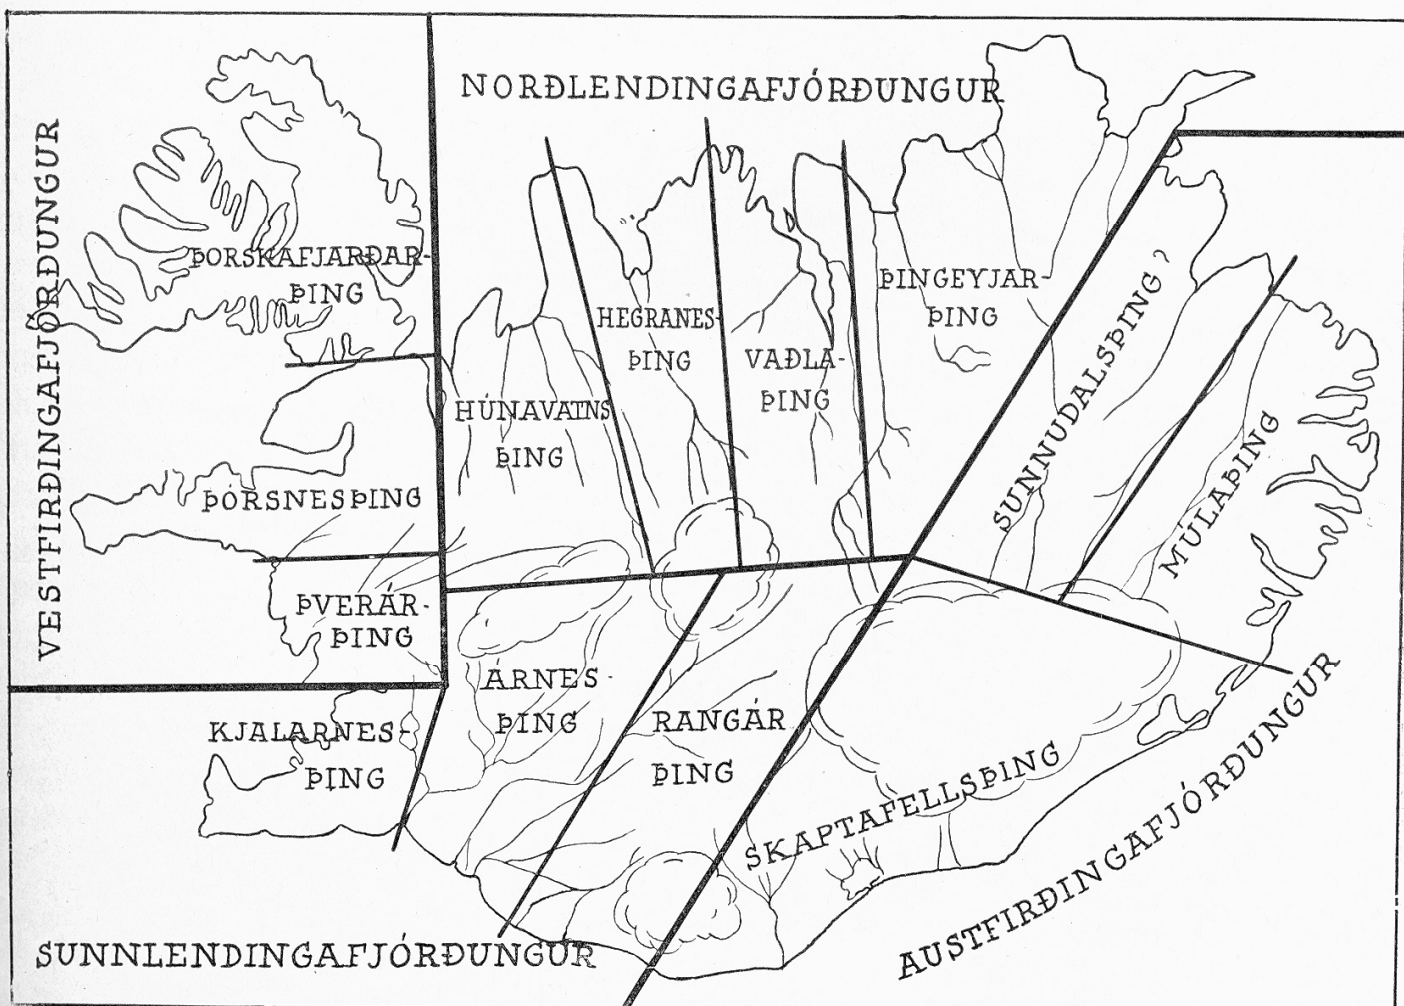 NORÐLENDINGAFJÓRÐUNGUR
VESTFIRÐINGAFJÓRÐUNGUR
ÞORSKAFJARÐAR-
ÞING
ÞÓRSNESÞING
ÞVERÁR-
ÞING
HÚNAVATNS
ÞING
HEGRANES-
ÞING
VAÐLA-
ÞING
ÞINGEYJAR-
ÞING
SUNNUDALSÞING?
MÚLAÞING
KJALARNES-
ÞING
ÁRNES-
ÞING
RANGÁR
ÞING
SKAPTAFELLSÞING
SUNNLENDINGAFJÓRÐUNGUR
AUSTFIRÐINGAFJÓRÐUNGUR